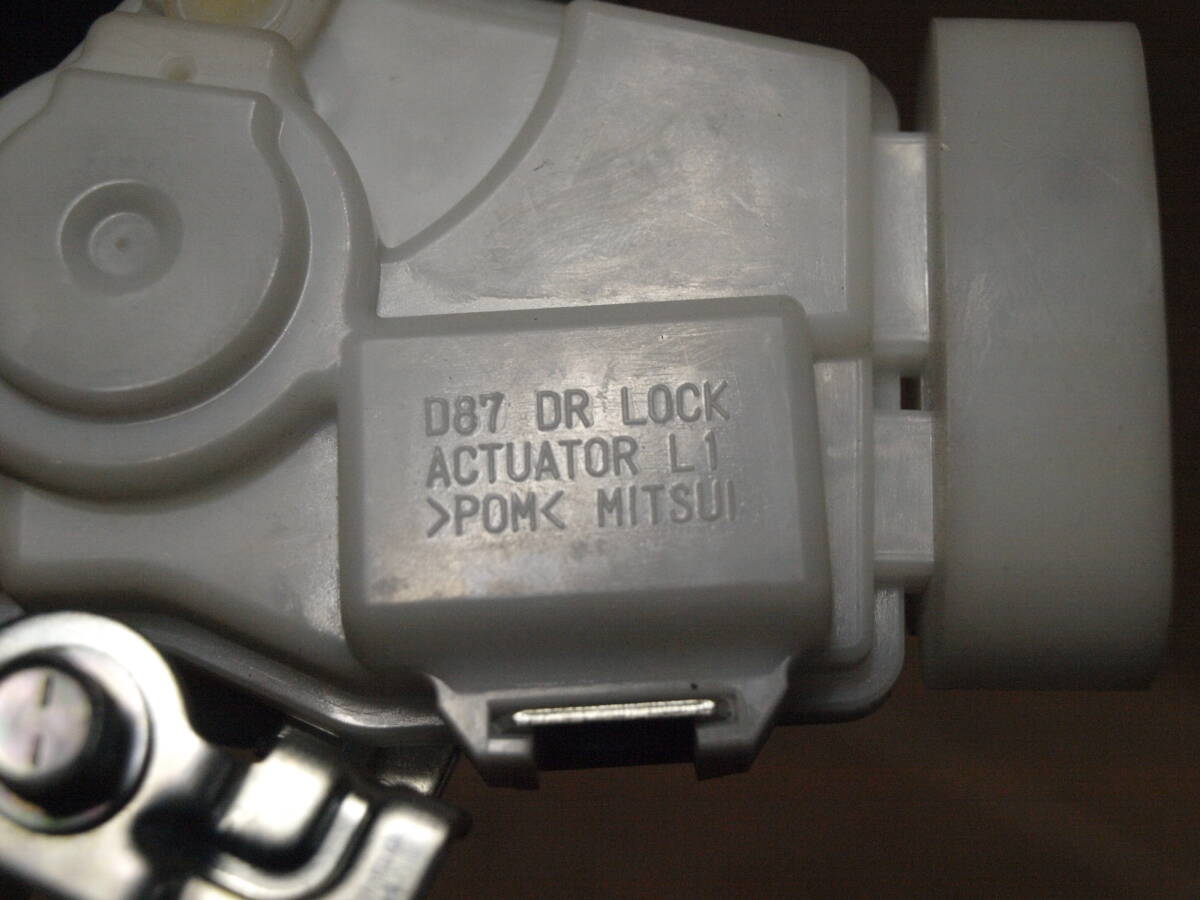 D87 DR LOCK
ACTUATOR L1
>POM< MITSUI